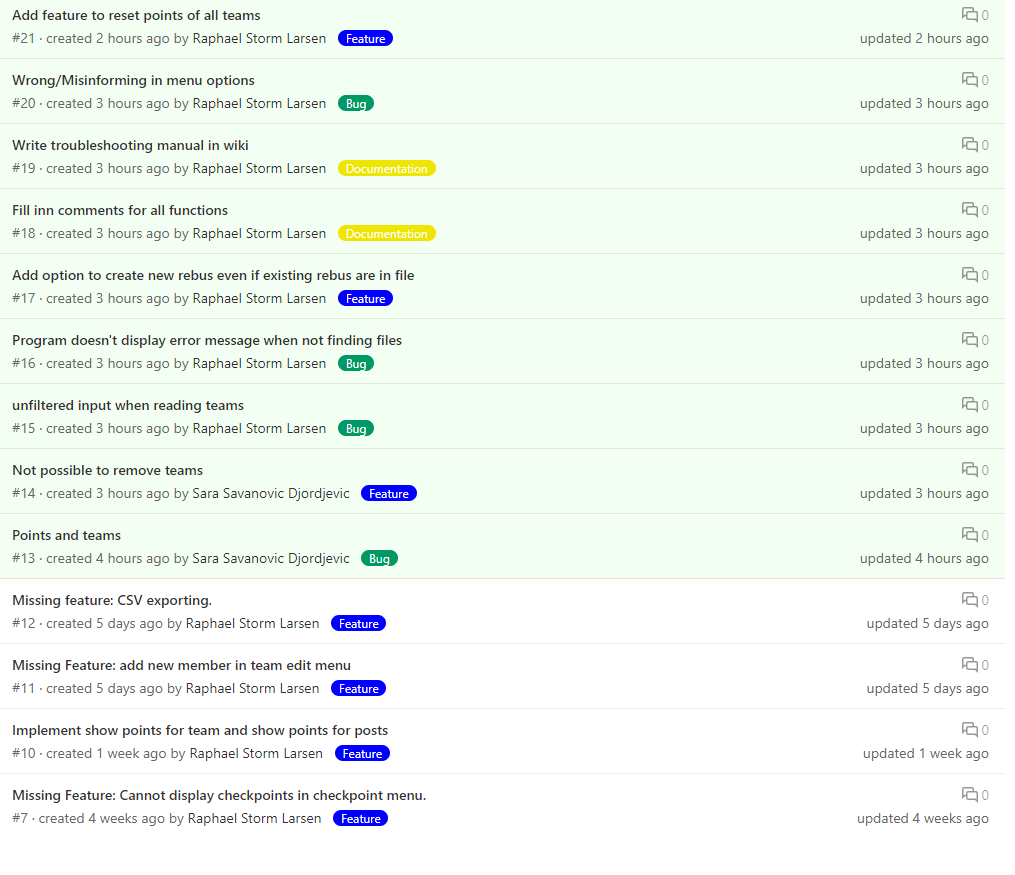 Add feature to reset points of all teams 0
#21 · created 2 hours ago by Raphael Storm Larsen Feature updated 2 hours ago
Wrong/Misinforming in menu options 0
#20 · created 3 hours ago by Raphael Storm Larsen Bug updated 3 hours ago
Write troubleshooting manual in wiki 0
#19 · created 3 hours ago by Raphael Storm Larsen Documentation updated 3 hours ago
Fill inn comments for all functions 0
#18 · created 3 hours ago by Raphael Storm Larsen Documentation updated 3 hours ago
Add option to create new rebus even if existing rebus are in file 0
#17 · created 3 hours ago by Raphael Storm Larsen Feature updated 3 hours ago
Program doesn't display error message when not finding files 0
#16 · created 3 hours ago by Raphael Storm Larsen Bug updated 3 hours ago
unfiltered input when reading teams 0
#15 · created 3 hours ago by Raphael Storm Larsen Bug updated 3 hours ago
Not possible to remove teams 0
#14 · created 3 hours ago by Sara Savanovic Djordjevic Feature updated 3 hours ago
Points and teams 0
#13 · created 4 hours ago by Sara Savanovic Djordjevic Bug updated 4 hours ago
Missing feature: CSV exporting. 0
#12 · created 5 days ago by Raphael Storm Larsen Feature updated 5 days ago
Missing Feature: add new member in team edit menu 0
#11 · created 5 days ago by Raphael Storm Larsen Feature updated 5 days ago
Implement show points for team and show points for posts 0
#10 · created 1 week ago by Raphael Storm Larsen Feature updated 1 week ago
Missing Feature: Cannot display checkpoints in checkpoint menu. 0
#7 · created 4 weeks ago by Raphael Storm Larsen Feature updated 4 weeks ago